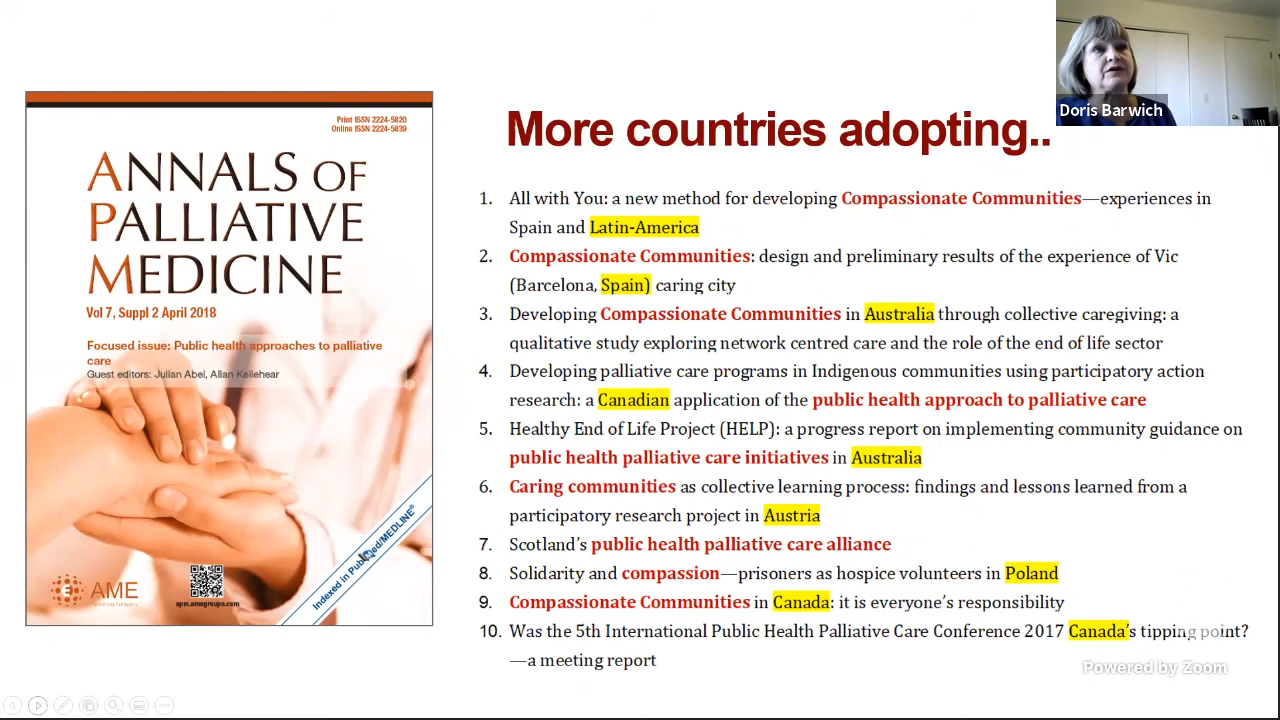 Doris Barwich
Print ISSN 2224-5820
Online ISSN 2224-5839
ANNALS OF
PALLIATIVE
MEDICINE
Vol 7, Suppl 2 April 2018
Focused issue: Public health approaches to palliative
care
Guest editors: Julian Abel, Allan Kellehear
Indexed in PubMed/MEDLINE®
AME
Publishing Company
apm.amegroups.com
More countries adopting..
1. All with You: a new method for developing Compassionate Communities—experiences in
Spain and Latin-America
2. Compassionate Communities: design and preliminary results of the experience of Vic
(Barcelona, Spain) caring city
3. Developing Compassionate Communities in Australia through collective caregiving: a
qualitative study exploring network centred care and the role of the end of life sector
4. Developing palliative care programs in Indigenous communities using participatory action
research: a Canadian application of the public health approach to palliative care
5. Healthy End of Life Project (HELP): a progress report on implementing community guidance on
public health palliative care initiatives in Australia
6. Caring communities as collective learning process: findings and lessons learned from a
participatory research project in Austria
7. Scotland's public health palliative care alliance
8. Solidarity and compassion—prisoners as hospice volunteers in Poland
9. Compassionate Communities in Canada: it is everyone's responsibility
10. Was the 5th International Public Health Palliative Care Conference 2017 Canada's tipping point?
—a meeting report
Powered by Zoom